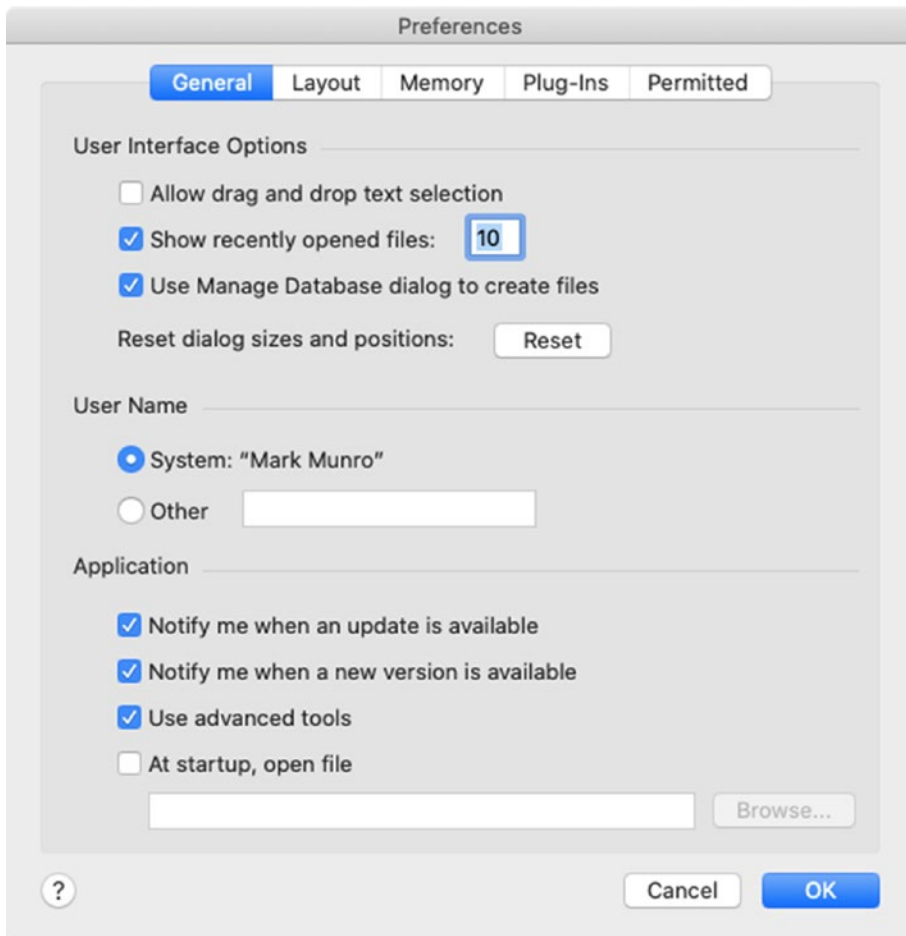 Preferences
General Layout Memory Plug-Ins Permitted
User Interface Options
Allow drag and drop text selection
Show recently opened files: 10
Use Manage Database dialog to create files
Reset dialog sizes and positions: Reset
User Name
System: “Mark Munro”
Other
Application
Notify me when an update is available
Notify me when a new version is available
Use advanced tools
At startup, open file
Browse...
? Cancel OK